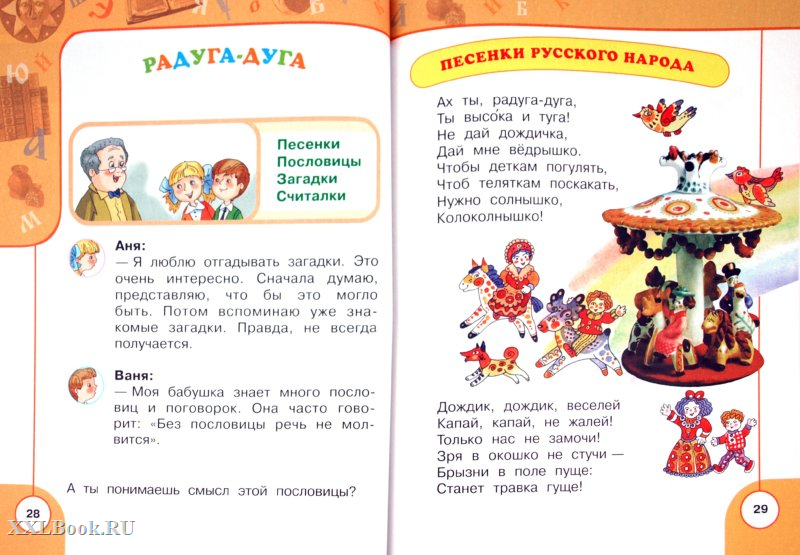 РАДУГА-ДУГА
Песенки
Пословицы
Загадки
Считалки
Аня:
— Я люблю отгадывать загадки. Это
очень интересно. Сначала думаю,
представляю, что бы это могло
быть. Потом вспоминаю уже зна-
комые загадки. Правда, не всегда
получается.
Ваня:
— Моя бабушка знает много посло-
виц и поговорок. Она часто гово-
рит: «Без пословицы речь не мол-
вится».
А ты понимаешь смысл этой пословицы?
28
XXLBook.RU
ПЕСЕНКИ РУССКОГО НАРОДА
Ах ты, радуга-дуга,
Ты высо́ка и туга!
Не дай дождичка,
Дай мне вёдрышко.
Чтобы деткам погулять,
Чтоб теляткам поскакать,
Нужно солнышко,
Колоколнышко!
Дождик, дождик, веселей
Капай, капай, не жалей!
Только нас не замочи!
Зря в окошко не стучи —
Брызни в поле пуще:
Станет травка гуще!
29